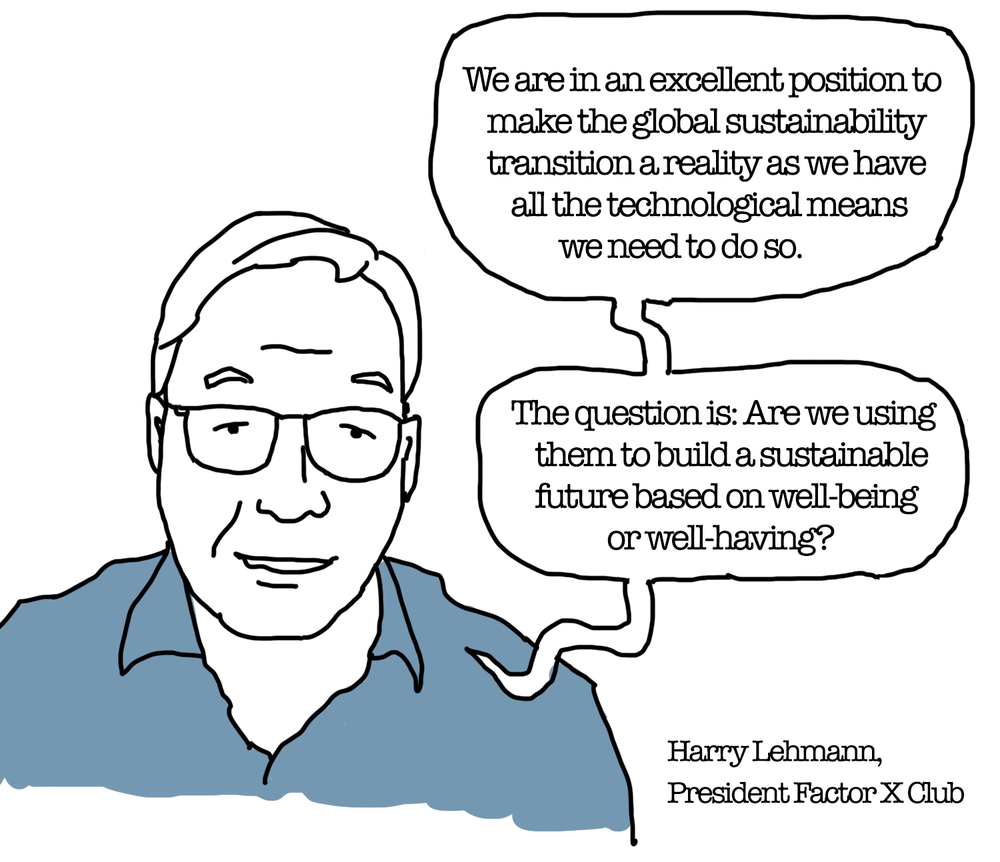 We are in an excellent position to
make the global sustainability
transition a reality as we have
all the technological means
we need to do so.
The question is: Are we using
them to build a sustainable
future based on well-being
or well-having?
Harry Lehmann,
President Factor X Club